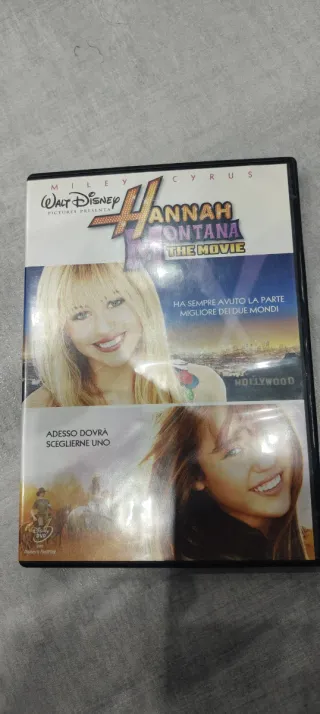 MILEY CYRUS
WALT DISNEY
PICTURES PRESENTA
HANNAH
MONTANA
THE MOVIE
HA SEMPRE AVUTO LA PARTE
MIGLIORE DEI DUE MONDI
HOLLYWOOD
ADESSO DOVRÀ
SCEGLIERNE UNO
DVD